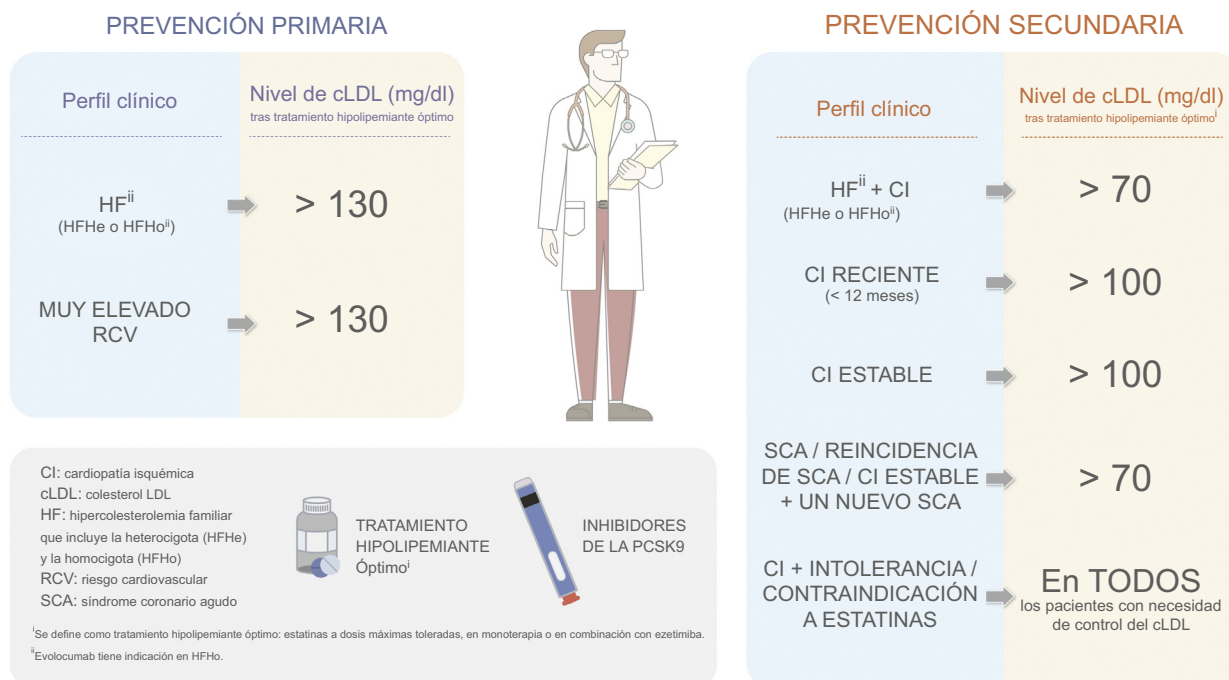 PREVENCIÓN PRIMARIA
Perfil clínico
Nivel de cLDL (mg/dl)
tras tratamiento hipolipemiante óptimo
HFii
(HFHe o HFHoii)
> 130
MUY ELEVADO
RCV
> 130
CI: cardiopatía isquémica
cLDL: colesterol LDL
HF: hipercolesterolemia familiar
que incluye la heterocigota (HFHe)
y la homocigota (HFHo)
RCV: riesgo cardiovascular
SCA: síndrome coronario agudo
TRATAMIENTO
HIPOLIPEMIANTE
Óptimoi
INHIBIDORES
DE LA PCSK9
iSe define como tratamiento hipolipemiante óptimo: estatinas a dosis máximas toleradas, en monoterapia o en combinación con ezetimiba.
iiEvolocumab tiene indicación en HFHo.
PREVENCIÓN SECUNDARIA
Perfil clínico
Nivel de cLDL (mg/dl)
tras tratamiento hipolipemiante óptimoi
HFii + CI
(HFHe o HFHoii)
> 70
CI RECIENTE
(< 12 meses)
> 100
CI ESTABLE
> 100
SCA / REINCIDENCIA
DE SCA / CI ESTABLE
+ UN NUEVO SCA
> 70
CI + INTOLERANCIA /
CONTRAINDICACIÓN
A ESTATINAS
En TODOS
los pacientes con necesidad
de control del cLDL